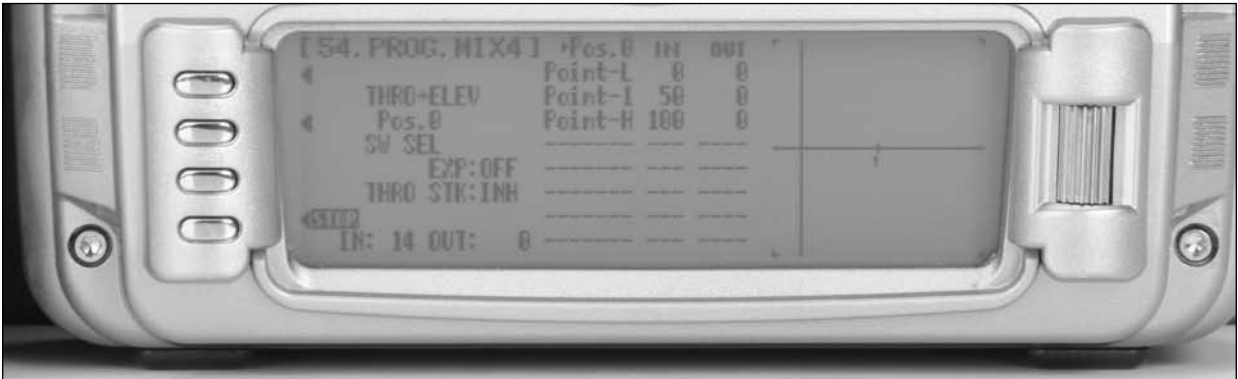 [54.PROG.MIX4] →Pos.0 IN OUT
Point-L 0 0
THRO→ELEV Point-1 50 0
Pos.0 Point-H 100 0
SW SEL ------- --- ----
EXP:OFF ------- --- ----
THRO STK:INH ------- --- ----
------- --- ----
IN: 14 OUT: 0 ------- --- ----